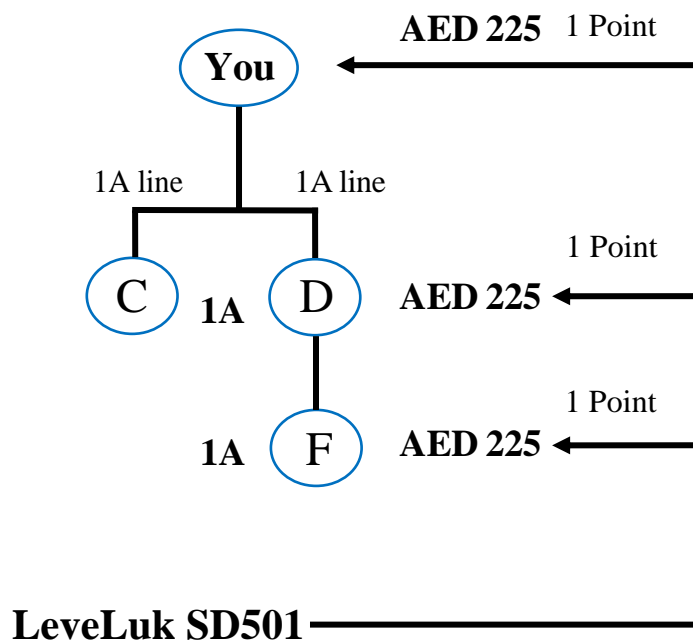 AED 225 1 Point
You
1A line 1A line
1 Point
C 1A D AED 225
1 Point
1A F AED 225
LeveLuk SD501